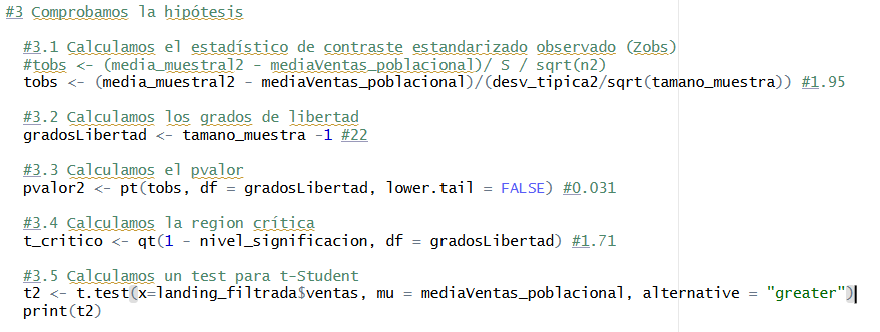 #3 Comprobamos la hipótesis
#3.1 Calculamos el estadístico de contraste estandarizado observado (Zobs)
#tobs <- (media_muestral2 - mediaVentas_poblacional)/ S / sqrt(n2)
tobs <- (media_muestral2 - mediaVentas_poblacional)/(desv_tipica2/sqrt(tamano_muestra)) #1.95
#3.2 Calculamos los grados de libertad
gradosLibertad <- tamano_muestra -1 #22
#3.3 Calculamos el pvalor
pvalor2 <- pt(tobs, df = gradosLibertad, lower.tail = FALSE) #0.031
#3.4 Calculamos la region crítica
t_critico <- qt(1 - nivel_significacion, df = gradosLibertad) #1.71
#3.5 Calculamos un test para t-Student
t2 <- t.test(x=landing_filtrada$ventas, mu = mediaVentas_poblacional, alternative = "greater")
print(t2)